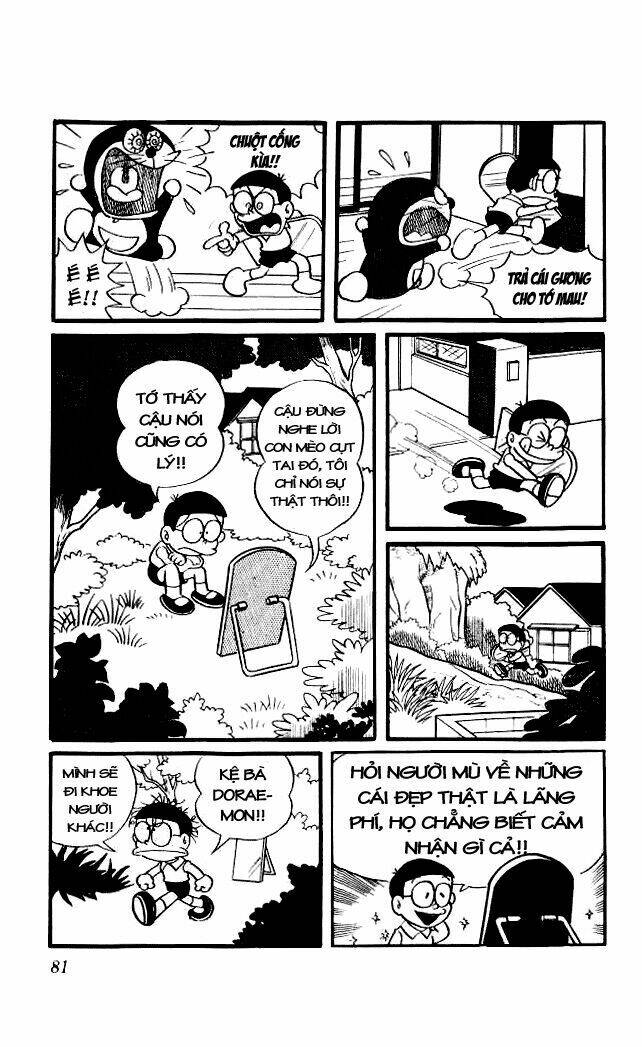 TRẢ CÁI GƯƠNG
CHO TỚ MAU!
CHUỘT CỐNG
KÌA!!
É É
É!!
CẬU ĐỪNG
NGHE LỜI
CON MÈO CỤT
TAI ĐÓ, TÔI
CHỈ NÓI SỰ
THẬT THÔI!!
TỚ THẤY
CẬU NÓI
CŨNG CÓ
LÝ!!
HỎI NGƯỜI MÙ VỀ NHỮNG
CÁI ĐẸP THẬT LÀ LÃNG
PHÍ, HỌ CHẲNG BIẾT CẢM
NHẬN GÌ CẢ!!
KỆ BÀ
DORAE-
MON!!
MÌNH SẼ
ĐI KHOE
NGƯỜI
KHÁC!!
81